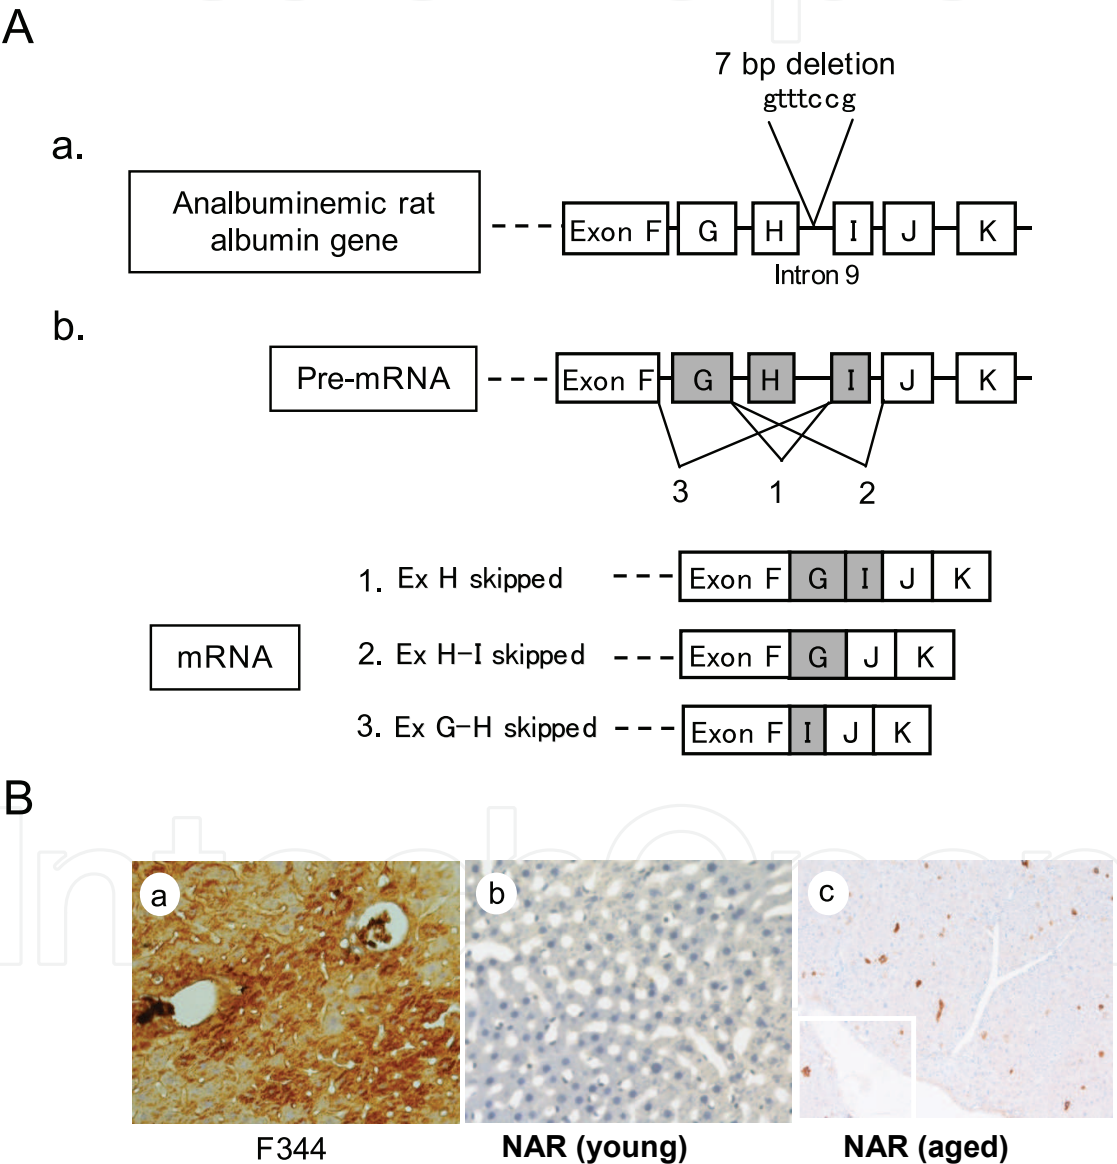 A
7 bp deletion
gtttccg
a.
Analbuminemic rat
albumin gene
Exon F G H I J K
Intron 9
b.
Pre-mRNA
Exon F G H I J K
3 1 2
1. Ex H skipped Exon F G I J K
mRNA
2. Ex H-I skipped Exon F G J K
3. Ex G-H skipped Exon F I J K
B
IntechOpen
a b c
F344 NAR (young) NAR (aged)